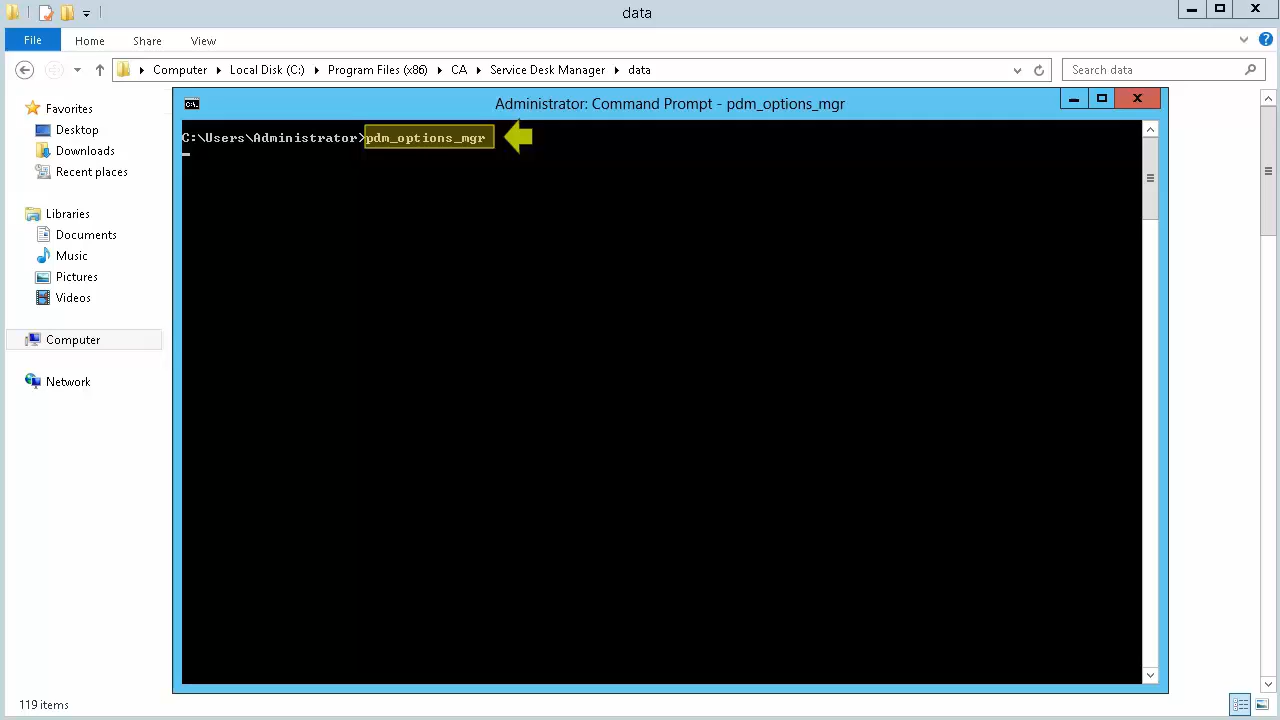 data
File Home Share View
Computer Local Disk (C:) Program Files (x86) CA Service Desk Manager data
Search data
Favorites
Desktop
Downloads
Recent places
Libraries
Documents
Music
Pictures
Videos
Computer
Network
Administrator: Command Prompt - pdm_options_mgr
C:\Users\Administrator>pdm_options_mgr
119 items